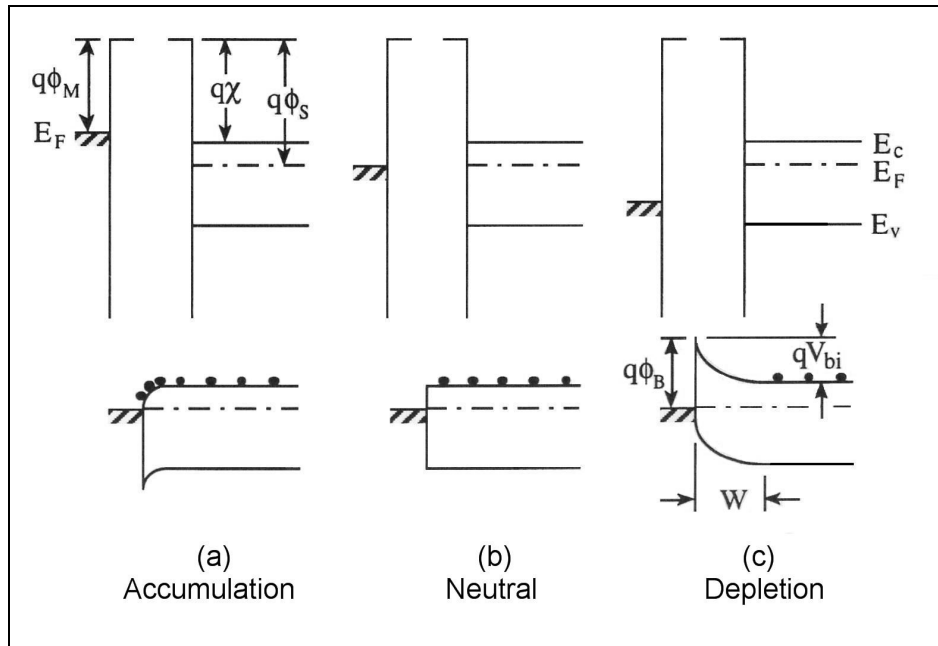 qϕM
qχ
qϕS
EF
Ec
EF
Ev
qϕB
qVbi
W
(a)
Accumulation
(b)
Neutral
(c)
Depletion